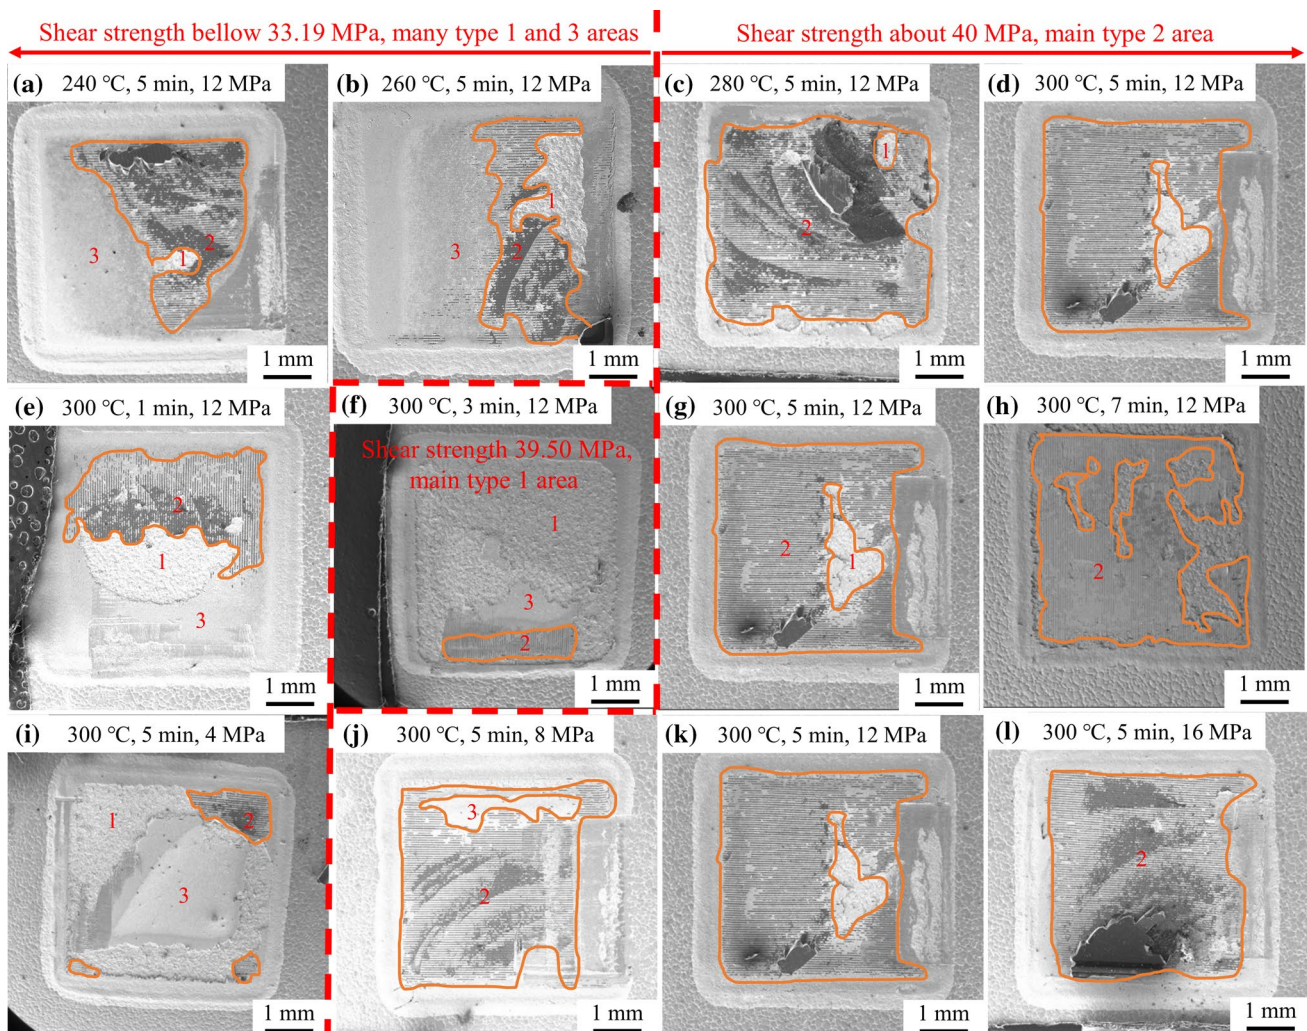 Shear strength bellow 33.19 MPa, many type 1 and 3 areas
Shear strength about 40 MPa, main type 2 area
(a) 240 ℃, 5 min, 12 MPa
3
1
2
1 mm
(b) 260 ℃, 5 min, 12 MPa
1
3
2
1 mm
(c) 280 ℃, 5 min, 12 MPa
1
2
1 mm
(d) 300 ℃, 5 min, 12 MPa
1 mm
(e) 300 ℃, 1 min, 12 MPa
2
1
3
1 mm
(f) 300 ℃, 3 min, 12 MPa
Shear strength 39.50 MPa,
main type 1 area
1
3
2
1 mm
(g) 300 ℃, 5 min, 12 MPa
2
1
1 mm
(h) 300 ℃, 7 min, 12 MPa
2
1 mm
(i) 300 ℃, 5 min, 4 MPa
1
2
3
1 mm
(j) 300 ℃, 5 min, 8 MPa
3
2
1 mm
(k) 300 ℃, 5 min, 12 MPa
1 mm
(l) 300 ℃, 5 min, 16 MPa
2
1 mm